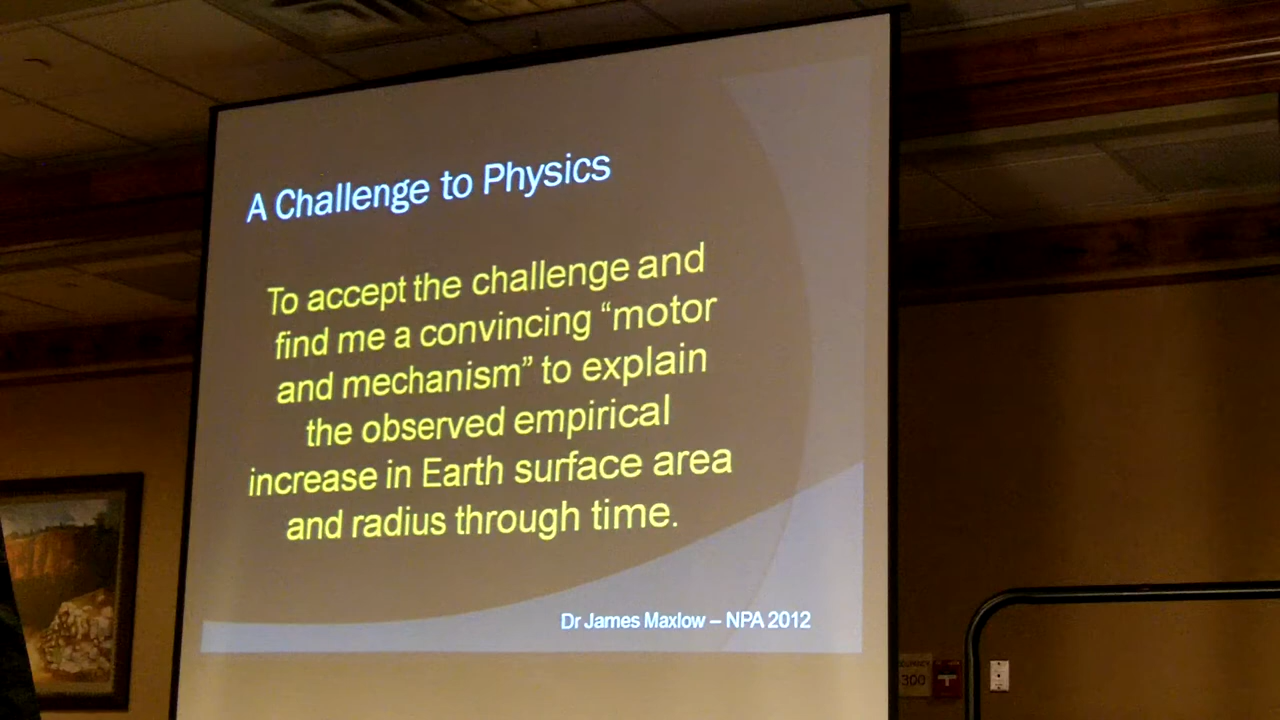 A Challenge to Physics
To accept the challenge and
find me a convincing “motor
and mechanism” to explain
the observed empirical
increase in Earth surface area
and radius through time.
Dr James Maxlow – NPA 2012
300